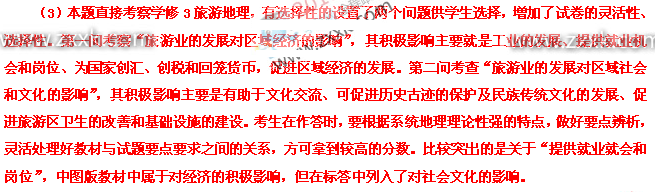 （3）本题直接考察学修3旅游地理，有选择性的设置，两个问题供学生选择，增加了试卷的灵活性、
选择性。第一问考察“旅游业的发展对区域经济的影响”，其积极影响主要就是工业的发展、提供就业机
会和岗位、为国家创汇、创税和回笼货币，促进区域经济的发展。第二问考查“旅游业的发展对区域社会
和文化的影响”，其积极影响主要是有助于文化交流、可促进历史古迹的保护及民族传统文化的发展、促
进旅游区卫生的改善和基础设施的建设。考生在作答时，要根据系统地理理论性强的特点，做好要点辨析，
灵活处理好教材与试题要点要求之间的关系，方可拿到较高的分数。比较突出的是关于“提供就业就会和
岗位”，中图版教材中属于对经济的积极影响，但在标答中列入了对社会文化的影响。